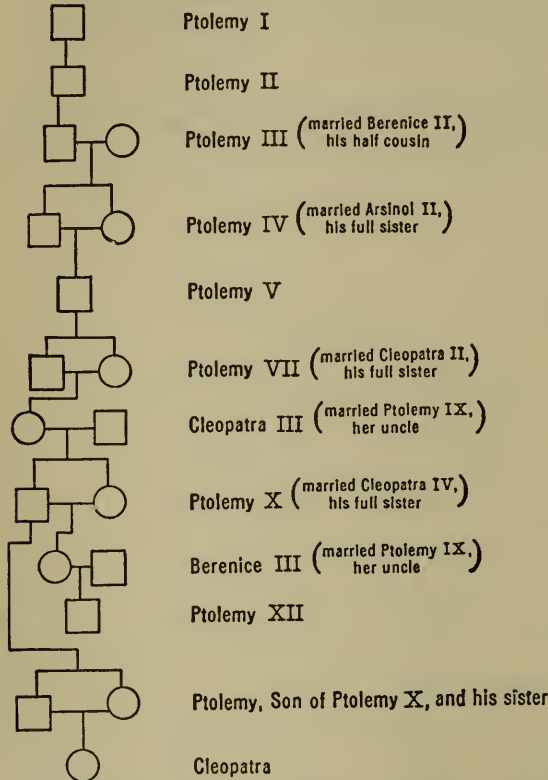 Ptolemy I
Ptolemy II
Ptolemy III (married Berenice II, his half cousin)
Ptolemy IV (married Arsinoi II, his full sister)
Ptolemy V
Ptolemy VII (married Cleopatra II, his full sister)
Cleopatra III (married Ptolemy IX, her uncle)
Ptolemy X (married Cleopatra IV, his full sister)
Berenice III (married Ptolemy IX, her uncle)
Ptolemy XII
Ptolemy, Son of Ptolemy X, and his sister
Cleopatra